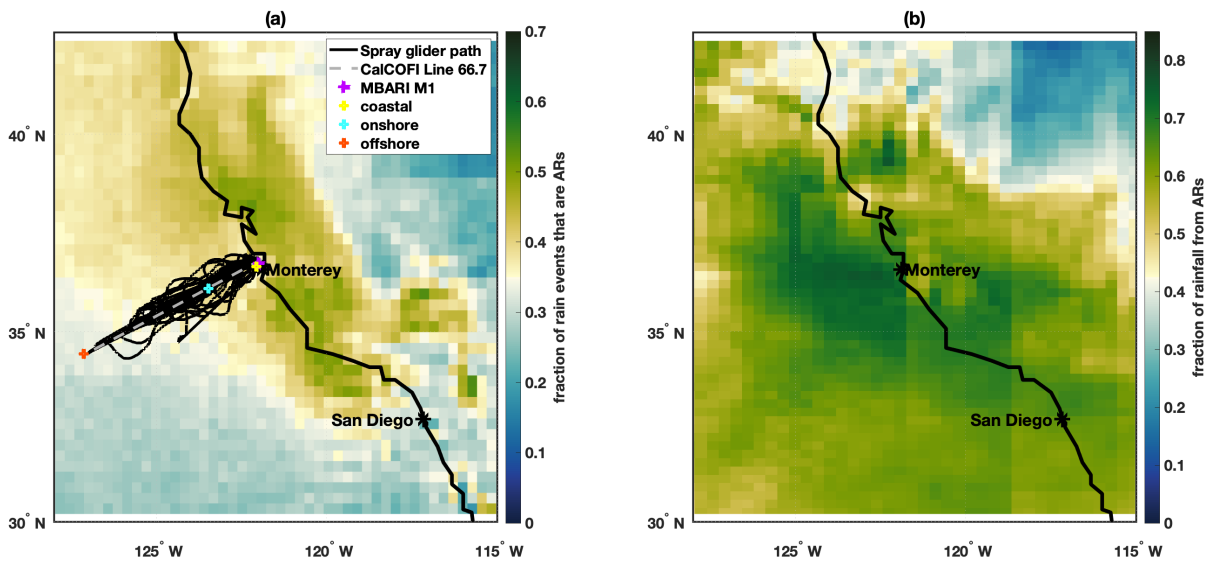 (a)
Spray glider path
CalCOFI Line 66.7
MBARI M1
coastal
onshore
offshore
Monterey
San Diego
40° N
35° N
30° N
125° W
120° W
115° W
0.7
0.6
0.5
0.4
0.3
0.2
0.1
0
fraction of rain events that are ARs
(b)
Monterey
San Diego
40° N
35° N
30° N
125° W
120° W
115° W
0.8
0.7
0.6
0.5
0.4
0.3
0.2
0.1
0
fraction of rainfall from ARs